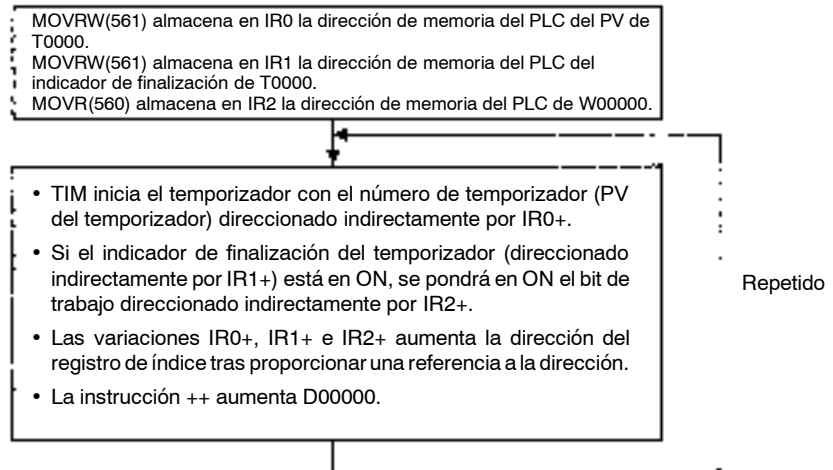 MOVRW(561) almacena en IR0 la dirección de memoria del PLC del PV de
T0000.
MOVRW(561) almacena en IR1 la dirección de memoria del PLC del
indicador de finalización de T0000.
MOVR(560) almacena en IR2 la dirección de memoria del PLC de W00000.
• TIM inicia el temporizador con el número de temporizador (PV
del temporizador) direccionado indirectamente por IR0+.
• Si el indicador de finalización del temporizador (direccionado
indirectamente por IR1+) está en ON, se pondrá en ON el bit de
trabajo direccionado indirectamente por IR2+.
• Las variaciones IR0+, IR1+ e IR2+ aumenta la dirección del
registro de índice tras proporcionar una referencia a la dirección.
• La instrucción ++ aumenta D00000.
Repetido